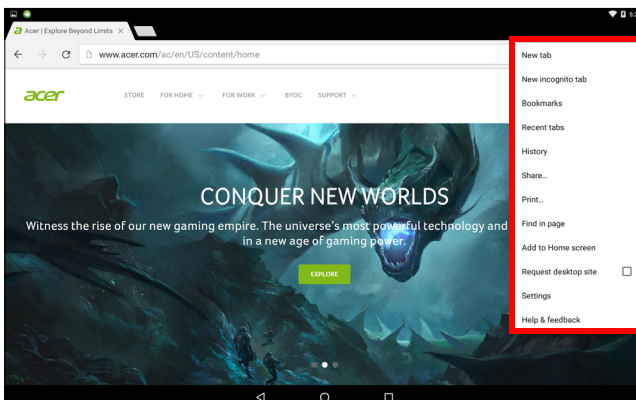 5:2
Acer | Explore Beyond Limits
www.acer.com/ac/en/US/content/home
acer
STORE FOR HOME FOR WORK BYOC SUPPORT
CONQUER NEW WORLDS
Witness the rise of our new gaming empire. The universe's most powerful technology and
in a new age of gaming power.
EXPLORE
New tab
New incognito tab
Bookmarks
Recent tabs
History
Share...
Print...
Find in page
Add to Home screen
Request desktop site
Settings
Help & feedback